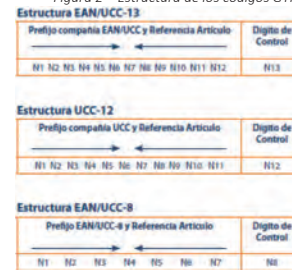 Figura 2 – Estructura de los códigos GTI
Estructura EAN/UCC-13
Prefijo compañía EAN/UCC y Referencia Artículo
Dígito de Control
N1 N2 N3 N4 N5 N6 N7 N8 N9 N10 N11 N12
N13
Estructura UCC-12
Prefijo compañía UCC y Referencia Artículo
Dígito de Control
N1 N2 N3 N4 N5 N6 N7 N8 N9 N10 N11
N12
Estructura EAN/UCC-8
Prefijo EAN/UCC-8 y Referencia Artículo
Dígito de Control
N1 N2 N3 N4 N5 N6 N7
N8